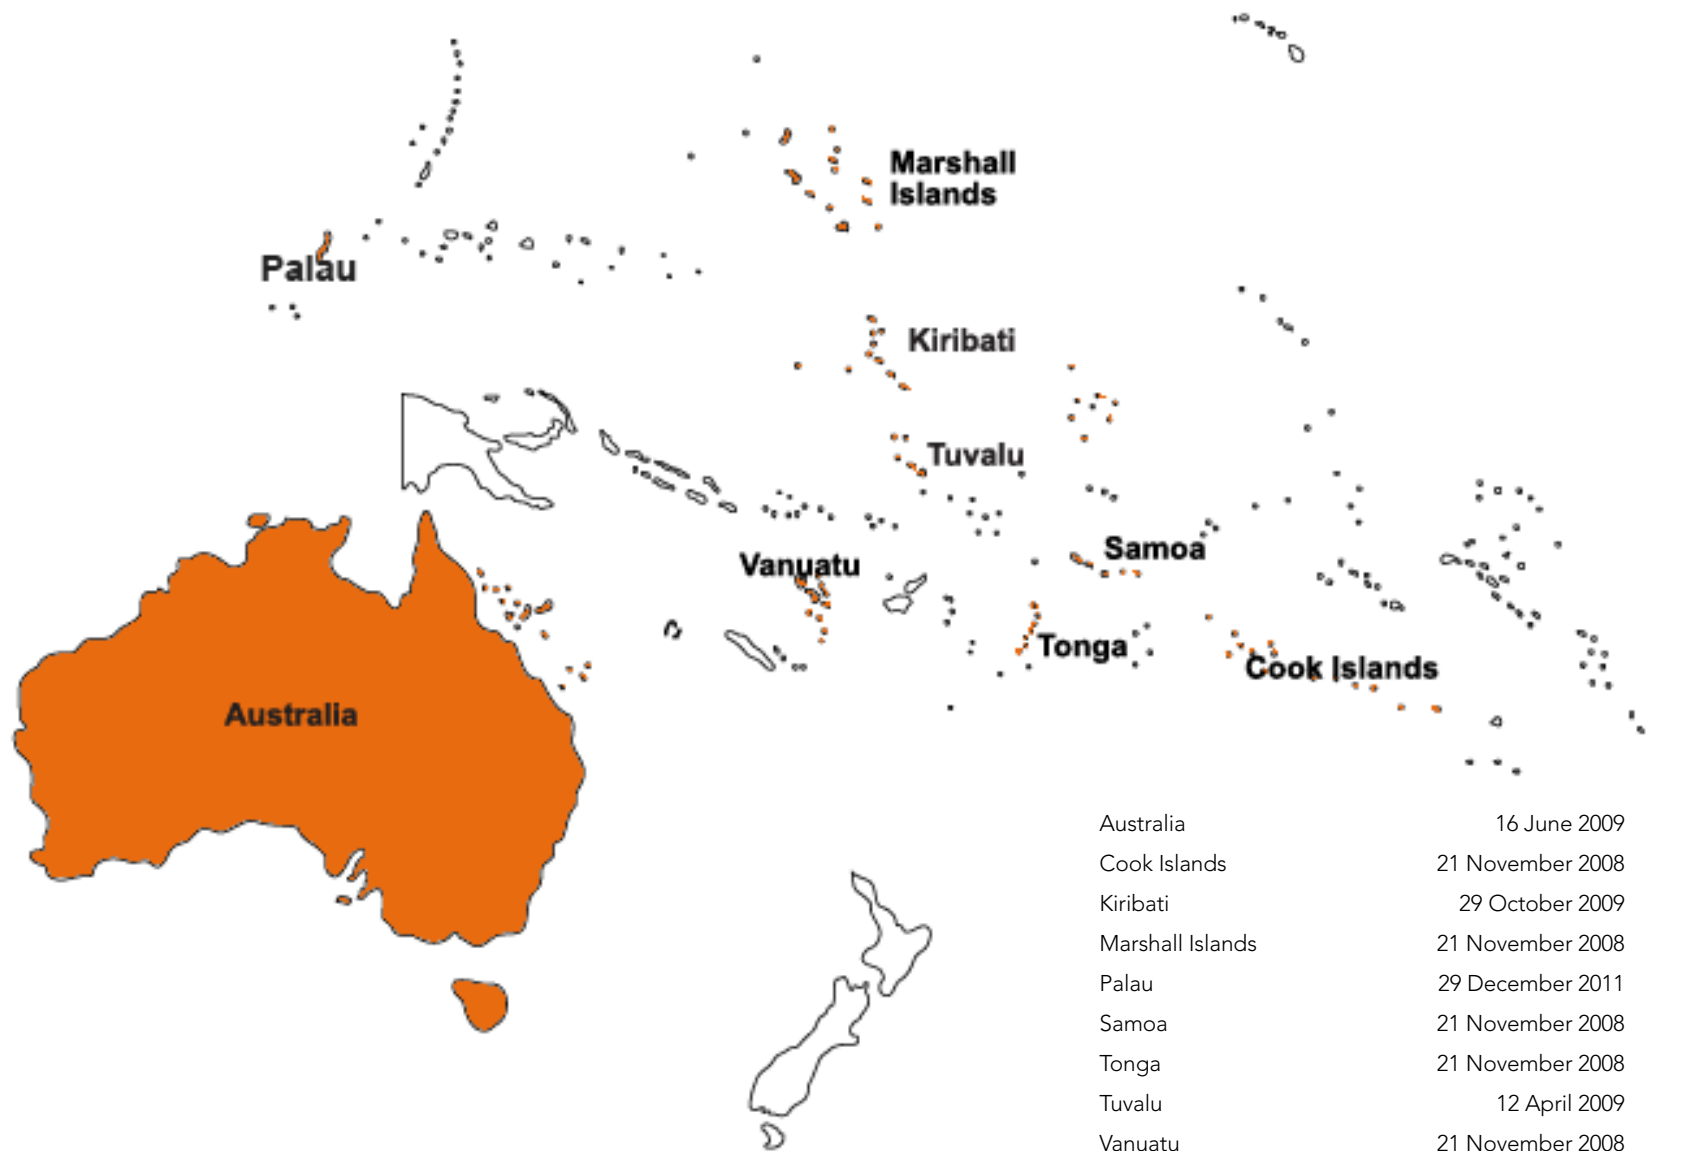 Marshall
Islands
Palau
Kiribati
Tuvalu
Samoa
Vanuatu
Tonga
Cook Islands
Australia
Australia 16 June 2009
Cook Islands 21 November 2008
Kiribati 29 October 2009
Marshall Islands 21 November 2008
Palau 29 December 2011
Samoa 21 November 2008
Tonga 21 November 2008
Tuvalu 12 April 2009
Vanuatu 21 November 2008